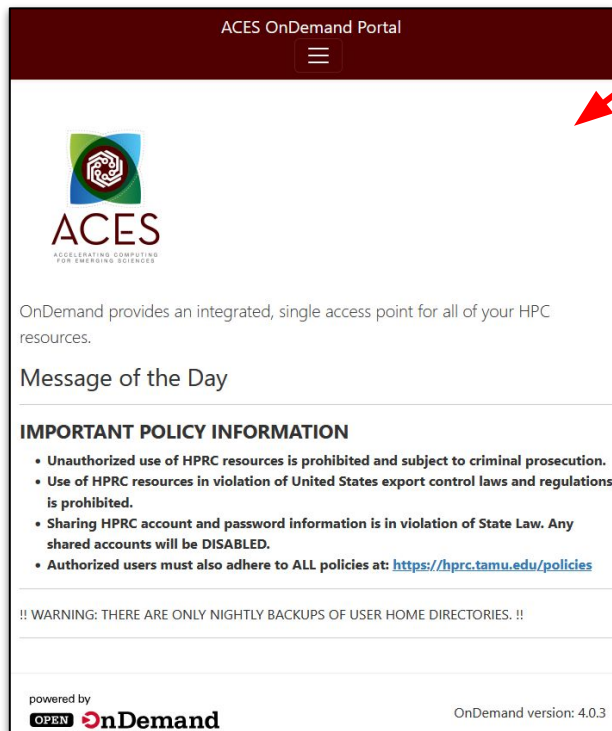 ACES OnDemand Portal
ACES
ACCELERATING COMPUTING
FOR EMERGING SCIENCES
OnDemand provides an integrated, single access point for all of your HPC
resources.
Message of the Day
IMPORTANT POLICY INFORMATION
• Unauthorized use of HPRC resources is prohibited and subject to criminal prosecution.
• Use of HPRC resources in violation of United States export control laws and regulations
is prohibited.
• Sharing HPRC account and password information is in violation of State Law. Any
shared accounts will be DISABLED.
• Authorized users must also adhere to ALL policies at: https://hprc.tamu.edu/policies
!! WARNING: THERE ARE ONLY NIGHTLY BACKUPS OF USER HOME DIRECTORIES. !!
powered by
OPEN OnDemand
OnDemand version: 4.0.3